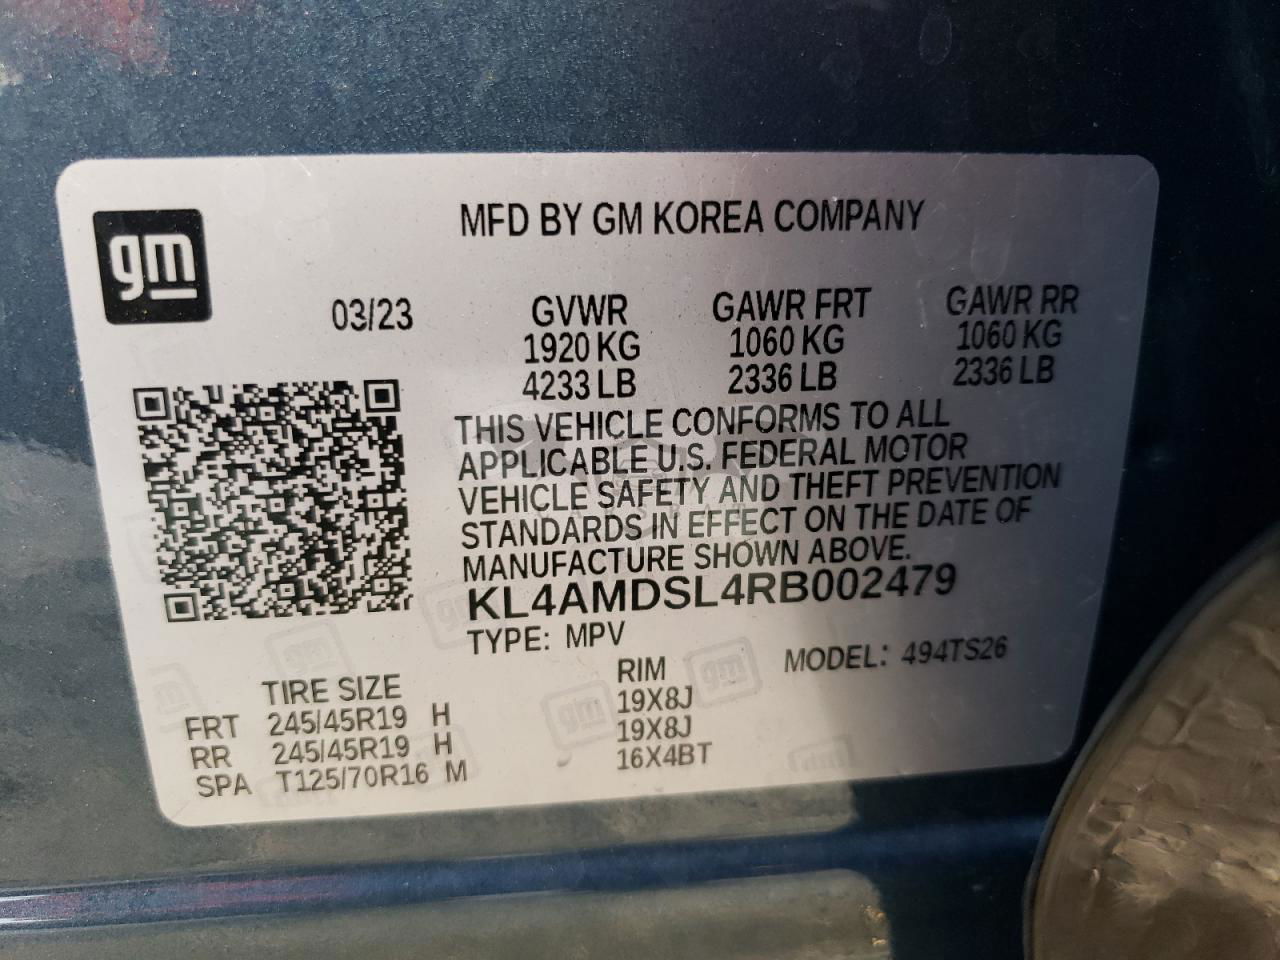 gm
MFD BY GM KOREA COMPANY
03/23 GVWR GAWR FRT GAWR RR
1920 KG 1060 KG 1060 KG
4233 LB 2336 LB 2336 LB
THIS VEHICLE CONFORMS TO ALL
APPLICABLE U.S. FEDERAL MOTOR
VEHICLE SAFETY AND THEFT PREVENTION
STANDARDS IN EFFECT ON THE DATE OF
MANUFACTURE SHOWN ABOVE.
KL4AMDSL4RB002479
TYPE: MPV MODEL: 494TS26
TIRE SIZE RIM
FRT 245/45R19 H 19X8J
RR 245/45R19 H 19X8J
SPA T125/70R16 M 16X4BT
gm